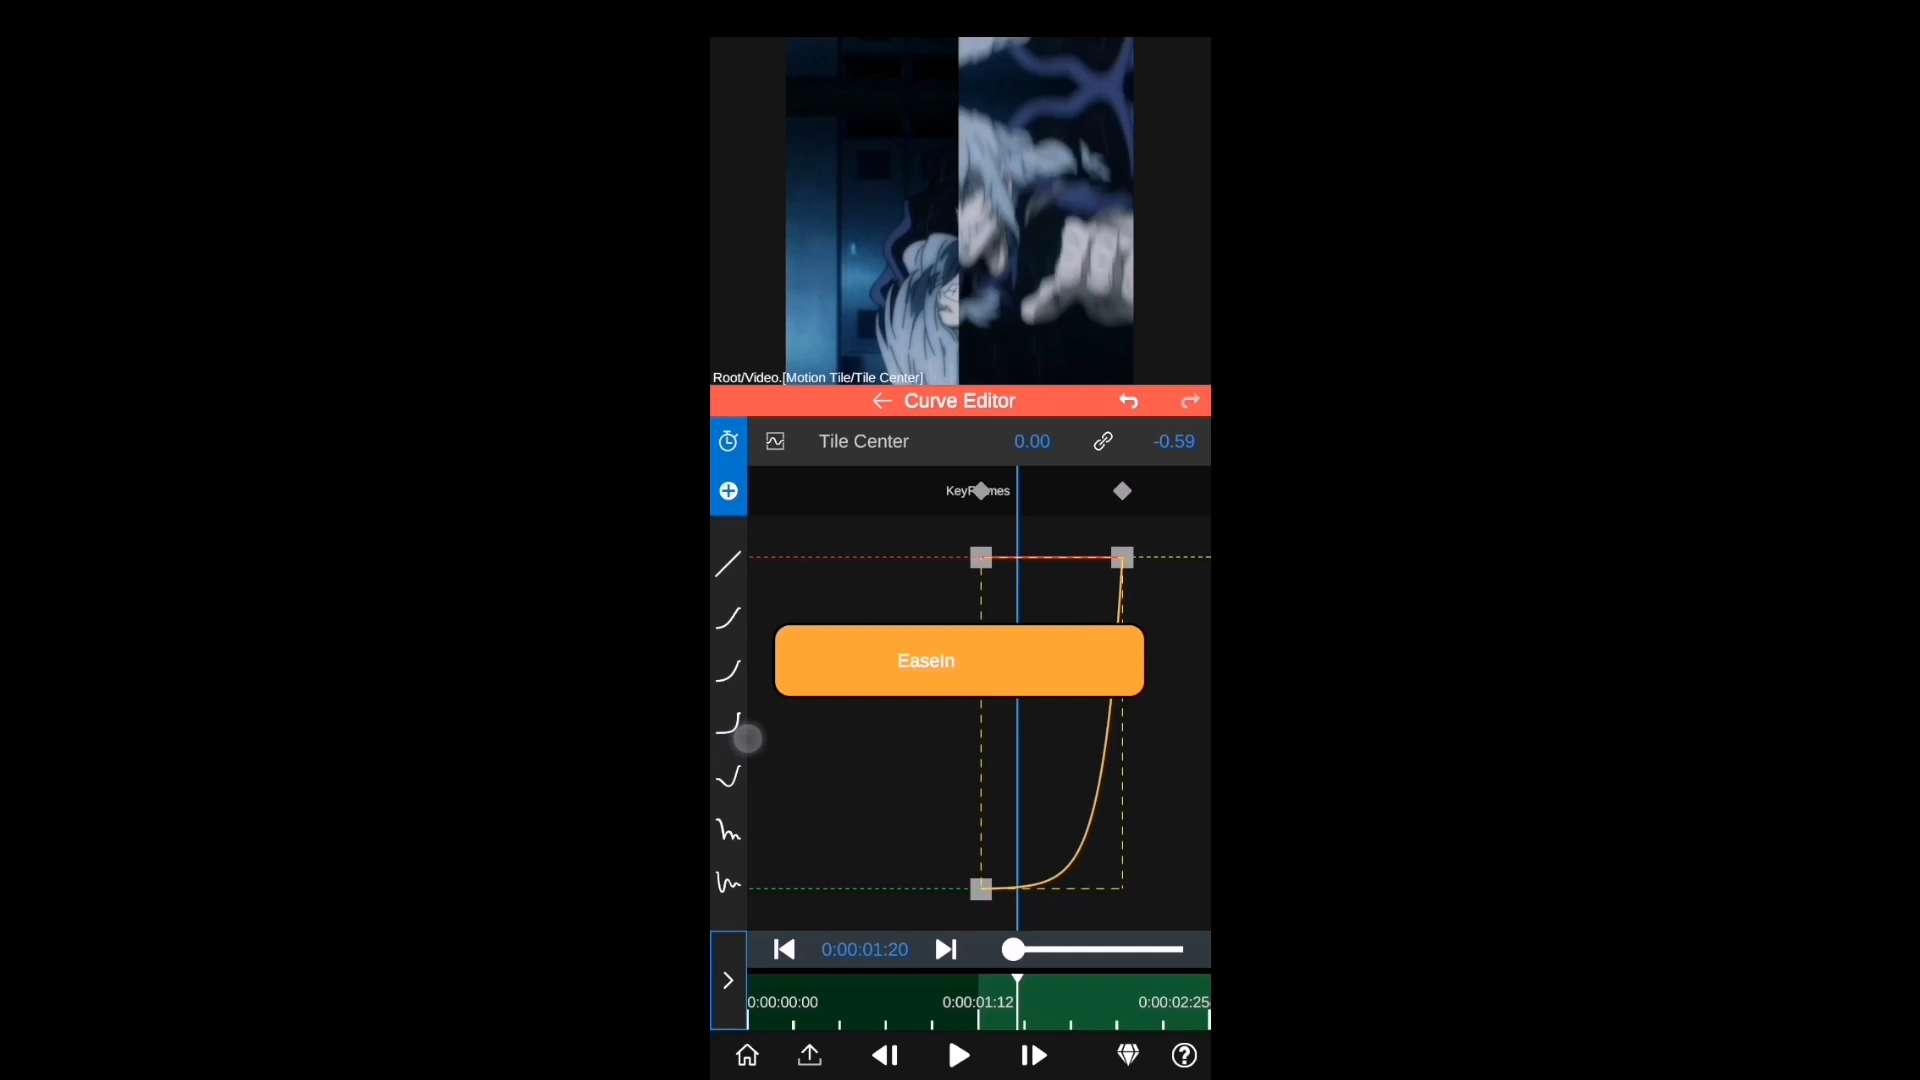 Root/Video.[Motion Tile/Tile Center]
Curve Editor
Tile Center 0.00 -0.59
KeyFrames
EaseIn
0:00:01:20
0:00:00:00 0:00:01:12 0:00:02:25